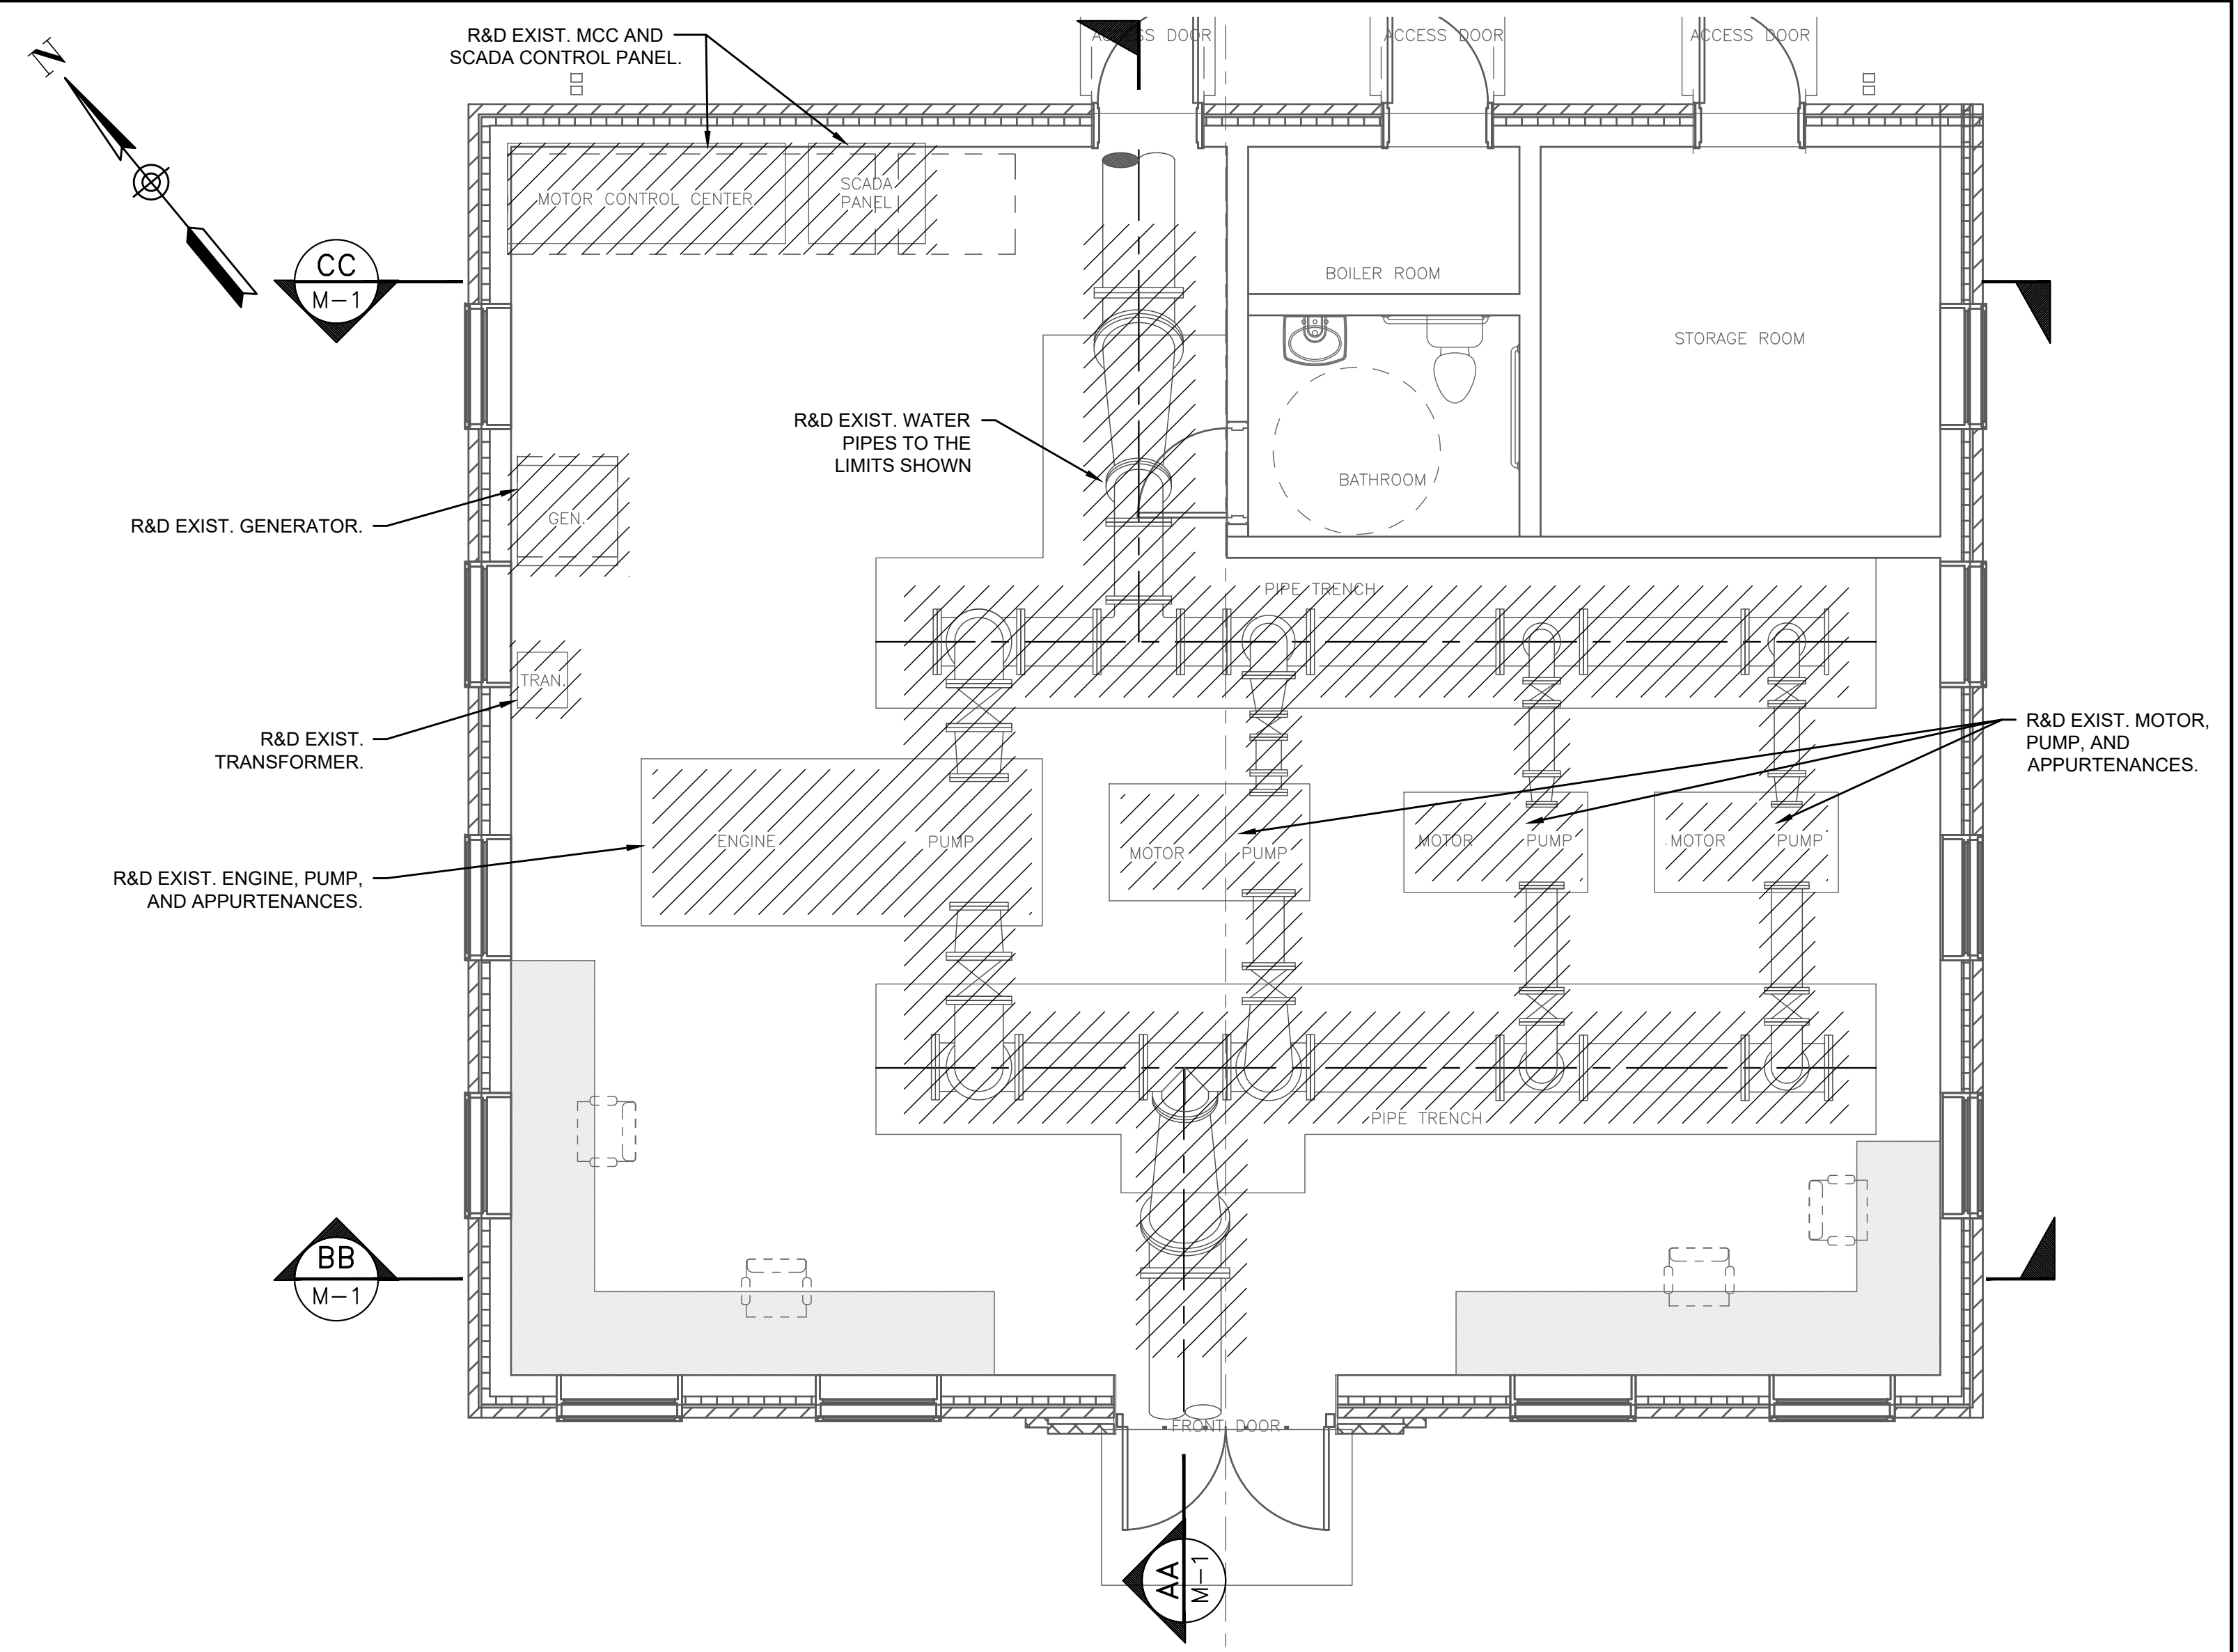 R&D EXIST. MCC AND
SCADA CONTROL PANEL.
ACCESS DOOR
ACCESS DOOR
ACCESS DOOR
N
MOTOR CONTROL CENTER
SCADA
PANEL
CC
M-1
BOILER ROOM
STORAGE ROOM
R&D EXIST. WATER
PIPES TO THE
LIMITS SHOWN
BATHROOM
R&D EXIST. GENERATOR.
GEN.
PIPE TRENCH
TRAN.
R&D EXIST.
TRANSFORMER.
R&D EXIST. MOTOR,
PUMP, AND
APPURTENANCES.
ENGINE
PUMP
MOTOR
PUMP
MOTOR
PUMP
MOTOR
PUMP
R&D EXIST. ENGINE, PUMP,
AND APPURTENANCES.
PIPE TRENCH
BB
M-1
FRONT DOOR
AA
M-1